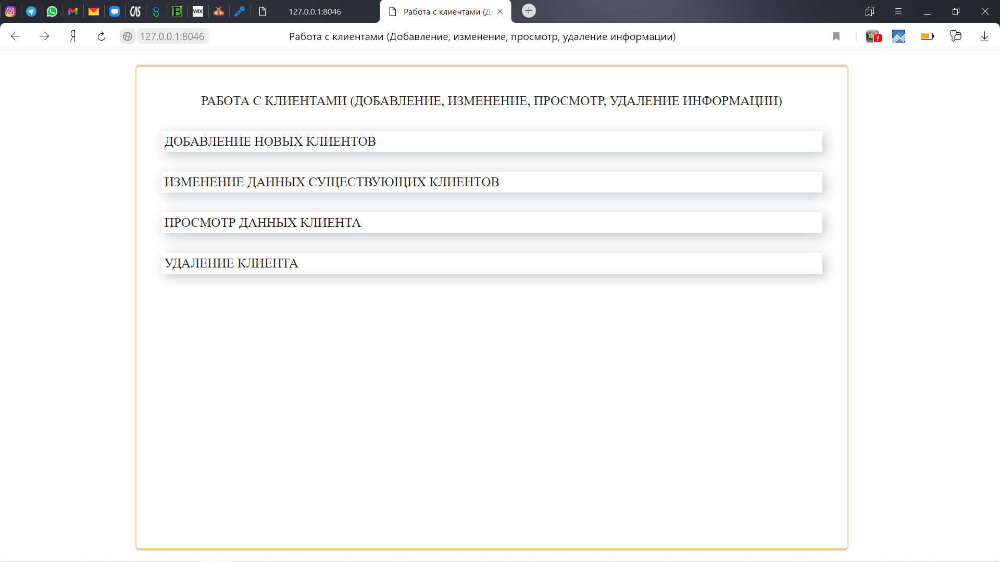 CAS
E
WIX
127.0.0.1:8046
Работа с клиентами (До
Я
127.0.0.1:8046
Работа с клиентами (Добавление, изменение, просмотр, удаление информации)
?
РАБОТА С КЛИЕНТАМИ (ДОБАВЛЕНИЕ, ИЗМЕНЕНИЕ, ПРОСМОТР, УДАЛЕНИЕ ИНФОРМАЦИИ)
ДОБАВЛЕНИЕ НОВЫХ КЛИЕНТОВ
ИЗМЕНЕНИЕ ДАННЫХ СУЩЕСТВУЮЩИХ КЛИЕНТОВ
ПРОСМОТР ДАННЫХ КЛИЕНТА
УДАЛЕНИЕ КЛИЕНТА